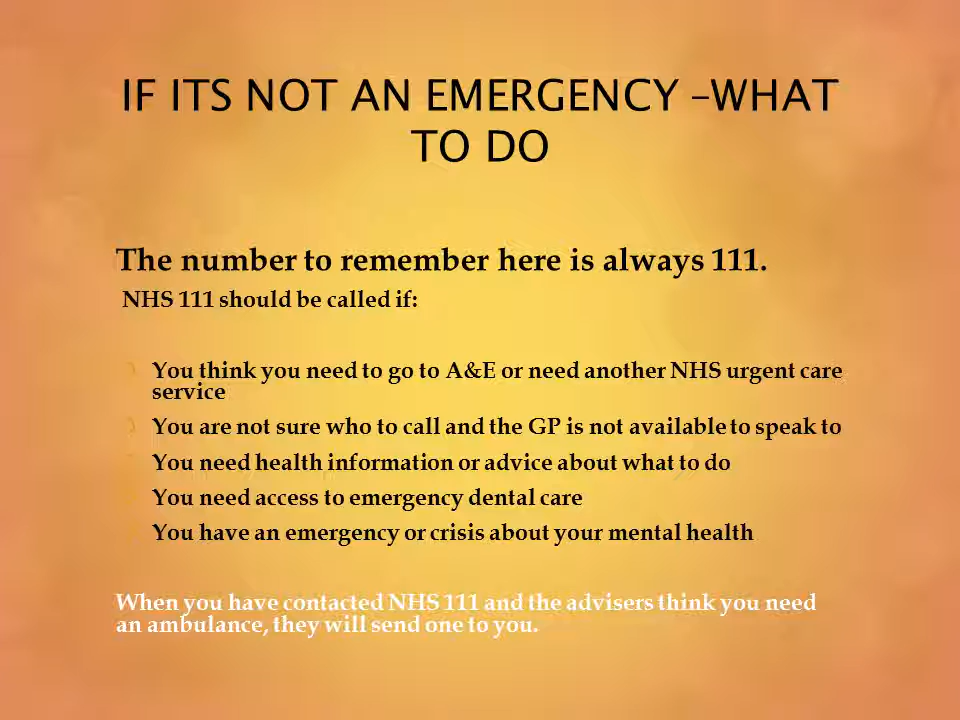 IF ITS NOT AN EMERGENCY –WHAT
TO DO
The number to remember here is always 111.
NHS 111 should be called if:
You think you need to go to A&E or need another NHS urgent care
service
You are not sure who to call and the GP is not available to speak to
You need health information or advice about what to do
You need access to emergency dental care
You have an emergency or crisis about your mental health
When you have contacted NHS 111 and the advisers think you need
an ambulance, they will send one to you.